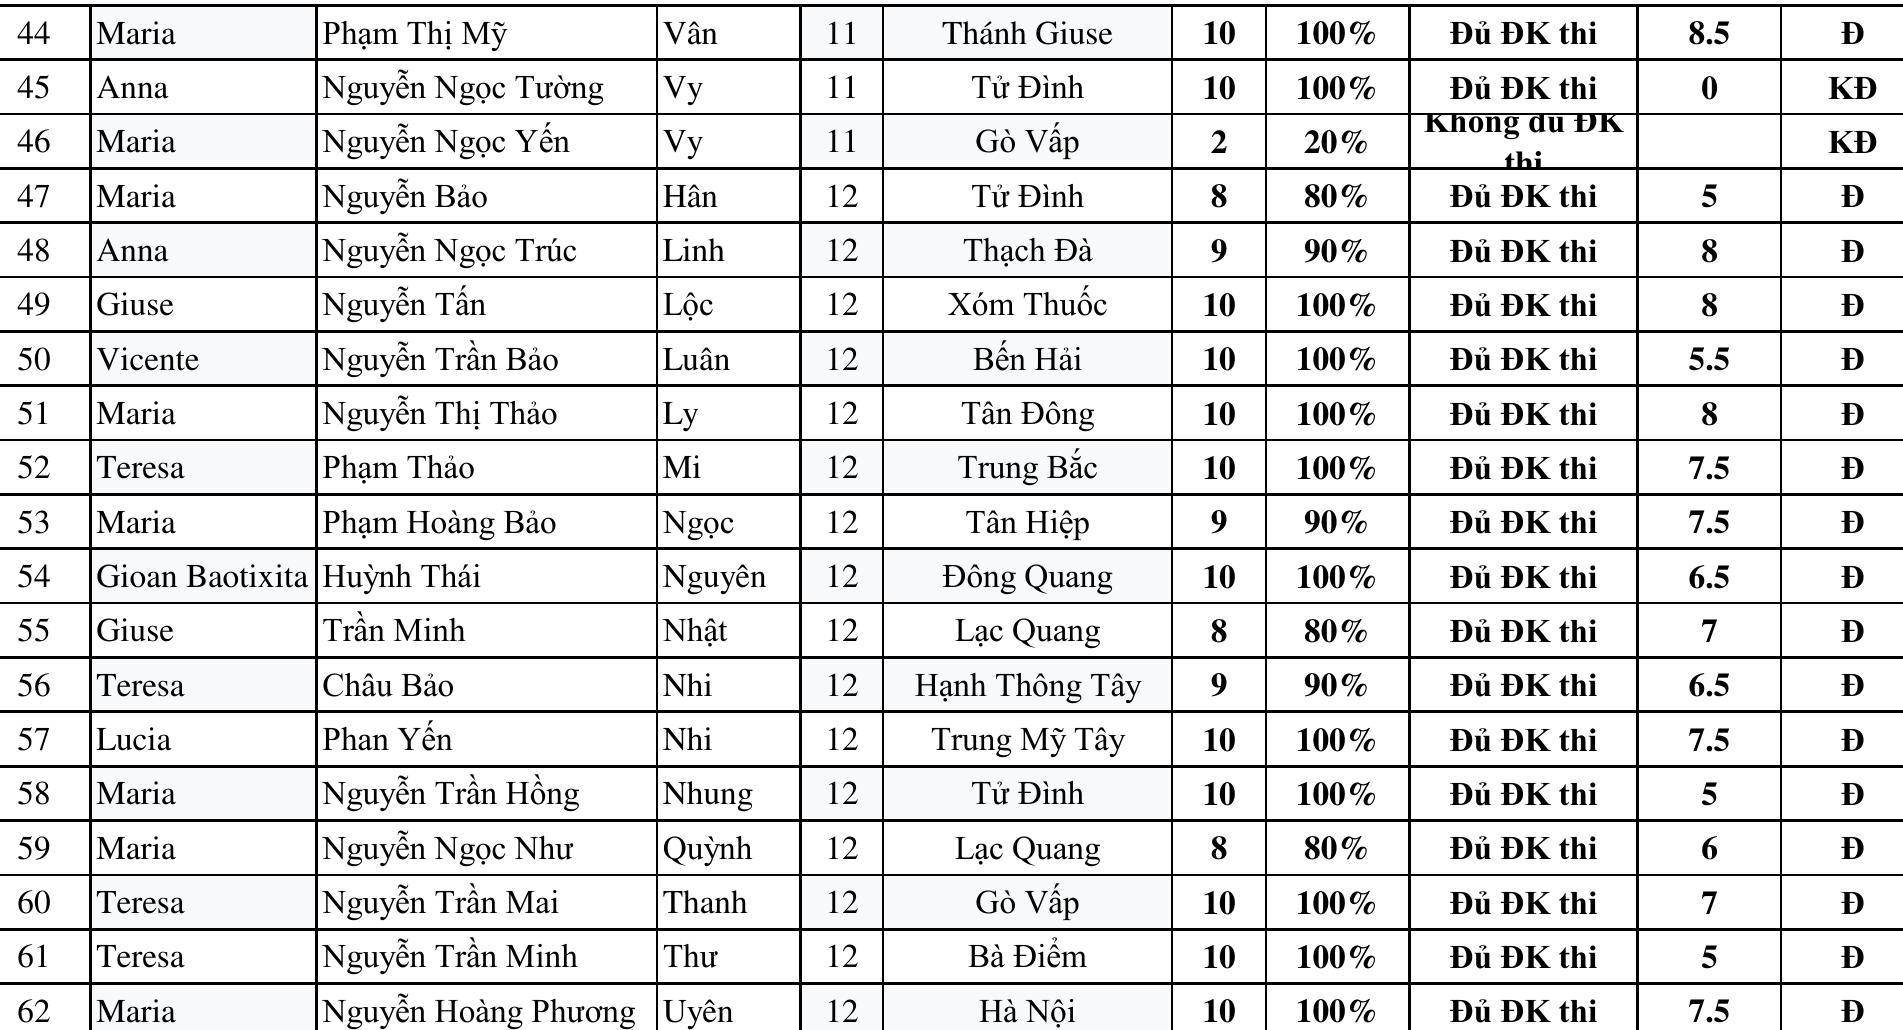 44 Maria Phạm Thị Mỹ Vân 11 Thánh Giuse 10 100% Đủ ĐK thi 8.5 Đ
45 Anna Nguyễn Ngọc Tường Vy 11 Tử Đình 10 100% Đủ ĐK thi 0 KĐ
46 Maria Nguyễn Ngọc Yến Vy 11 Gò Vấp 2 20% Không đủ ĐK thi KĐ
47 Maria Nguyễn Bảo Hân 12 Tử Đình 8 80% Đủ ĐK thi 5 Đ
48 Anna Nguyễn Ngọc Trúc Linh 12 Thạch Đà 9 90% Đủ ĐK thi 8 Đ
49 Giuse Nguyễn Tấn Lộc 12 Xóm Thuốc 10 100% Đủ ĐK thi 8 Đ
50 Vicente Nguyễn Trần Bảo Luân 12 Bến Hải 10 100% Đủ ĐK thi 5.5 Đ
51 Maria Nguyễn Thị Thảo Ly 12 Tân Đông 10 100% Đủ ĐK thi 8 Đ
52 Teresa Phạm Thảo Mi 12 Trung Bắc 10 100% Đủ ĐK thi 7.5 Đ
53 Maria Phạm Hoàng Bảo Ngọc 12 Tân Hiệp 9 90% Đủ ĐK thi 7.5 Đ
54 Gioan Baotixita Huỳnh Thái Nguyên 12 Đông Quang 10 100% Đủ ĐK thi 6.5 Đ
55 Giuse Trần Minh Nhật 12 Lạc Quang 8 80% Đủ ĐK thi 7 Đ
56 Teresa Châu Bảo Nhi 12 Hạnh Thông Tây 9 90% Đủ ĐK thi 6.5 Đ
57 Lucia Phan Yến Nhi 12 Trung Mỹ Tây 10 100% Đủ ĐK thi 7.5 Đ
58 Maria Nguyễn Trần Hồng Nhung 12 Tử Đình 10 100% Đủ ĐK thi 5 Đ
59 Maria Nguyễn Ngọc Như Quỳnh 12 Lạc Quang 8 80% Đủ ĐK thi 6 Đ
60 Teresa Nguyễn Trần Mai Thanh 12 Gò Vấp 10 100% Đủ ĐK thi 7 Đ
61 Teresa Nguyễn Trần Minh Thư 12 Bà Điểm 10 100% Đủ ĐK thi 5 Đ
62 Maria Nguyễn Hoàng Phương Uyên 12 Hà Nội 10 100% Đủ ĐK thi 7.5 Đ